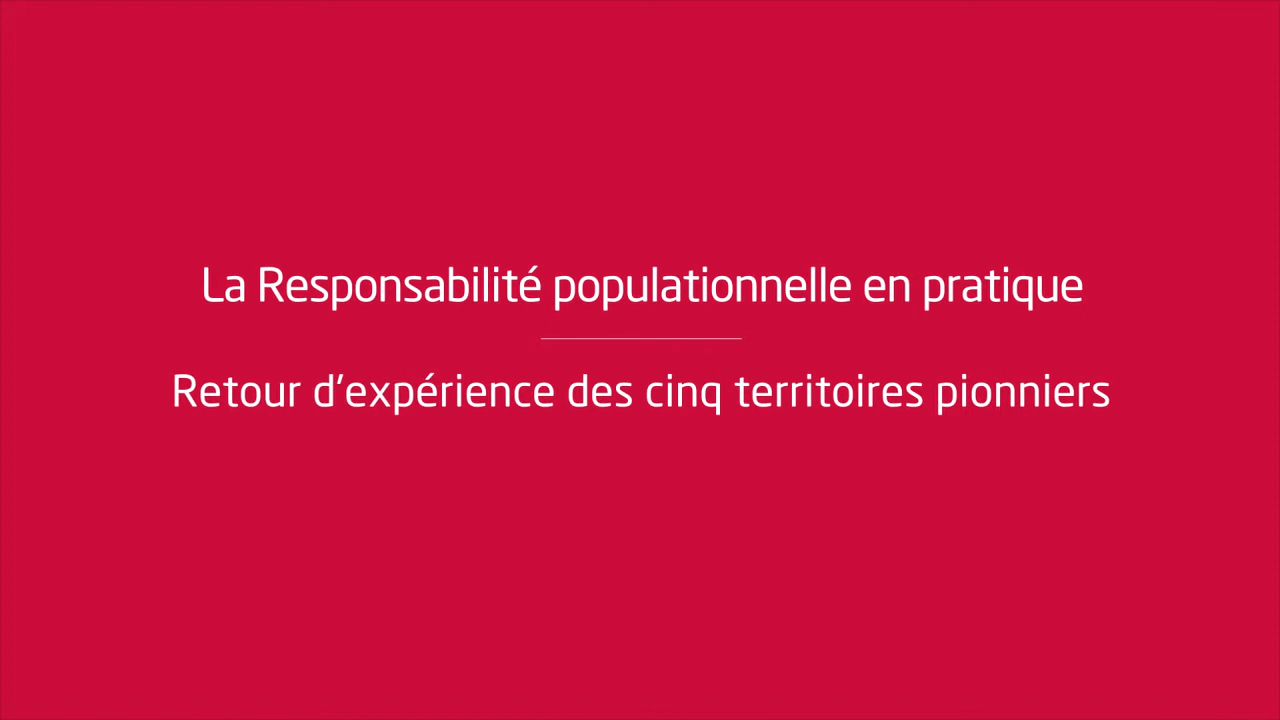 La Responsabilité populationnelle en pratique
Retour d’expérience des cinq territoires pionniers